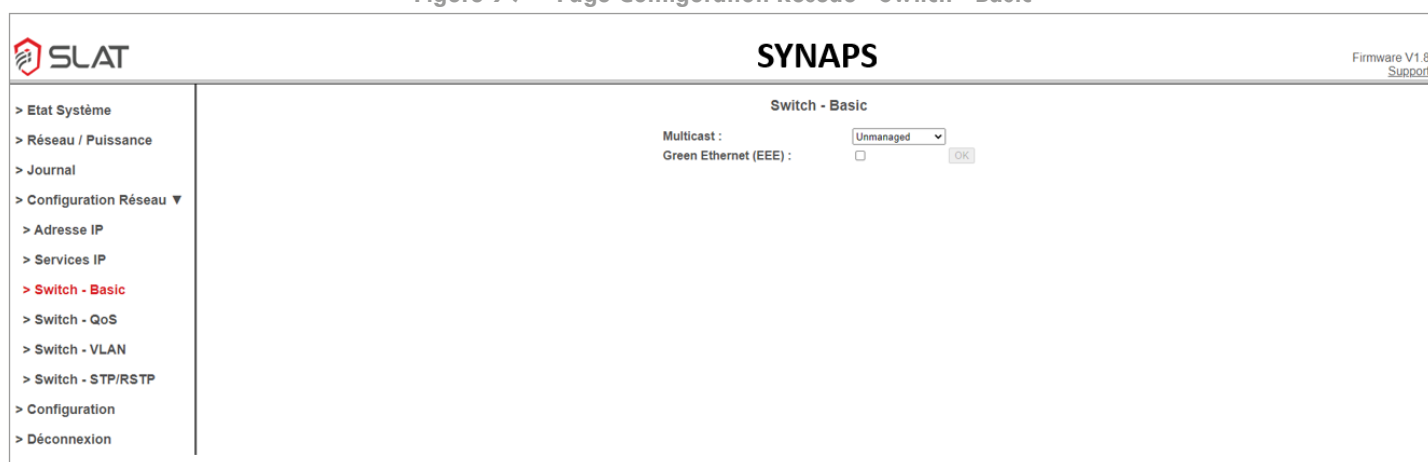 SLAT
SYNAPS
Firmware V1.8
Support
> Etat Système
> Réseau / Puissance
> Journal
> Configuration Réseau ▼
> Adresse IP
> Services IP
> Switch - Basic
> Switch - QoS
> Switch - VLAN
> Switch - STP/RSTP
> Configuration
> Déconnexion
Switch - Basic
Multicast : Unmanaged
Green Ethernet (EEE) : OK